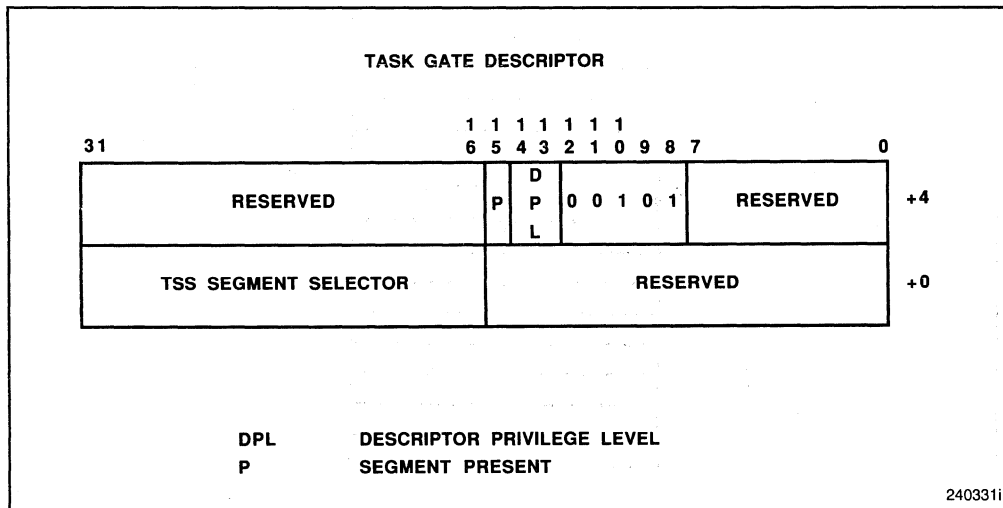 TASK GATE DESCRIPTOR
1 1 1 1 1 1 1
31 6 5 4 3 2 1 0 9 8 7 0
RESERVED P D P L 0 0 1 0 1 RESERVED +4
TSS SEGMENT SELECTOR RESERVED +0
DPL DESCRIPTOR PRIVILEGE LEVEL
P SEGMENT PRESENT
240331i